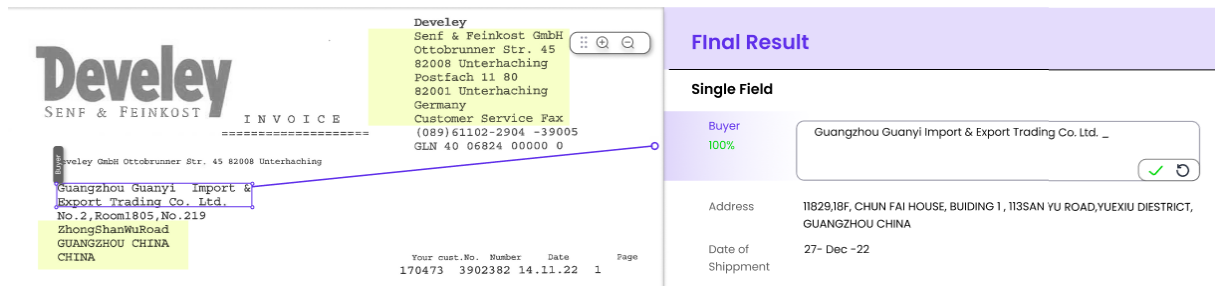 Develey
SENF & FEINKOST
I N V O I C E
====================
Develey
Senf & Feinkost GmbH
Ottobrunner Str. 45
82008 Unterhaching
Postfach 11 80
82001 Unterhaching
Germany
Customer Service Fax
(089)61102-2904 -39005
GLN 40 06824 00000 0
Buyer
eveley GmbH Ottobrunner Str. 45 82008 Unterhaching
Guangzhou Guanyi Import &
Export Trading Co. Ltd.
No.2,Room1805,No.219
ZhongShanWuRoad
GUANGZHOU CHINA
CHINA
Your cust.No. Number Date Page
170473 3902382 14.11.22 1
FInal Result
Single Field
Buyer
100%
Guangzhou Guanyi Import & Export Trading Co. Ltd. _
Address
11829,18F, CHUN FAI HOUSE, BUIDING 1 , 113SAN YU ROAD,YUEXIU DIESTRICT,
GUANGZHOU CHINA
Date of
Shippment
27- Dec -22